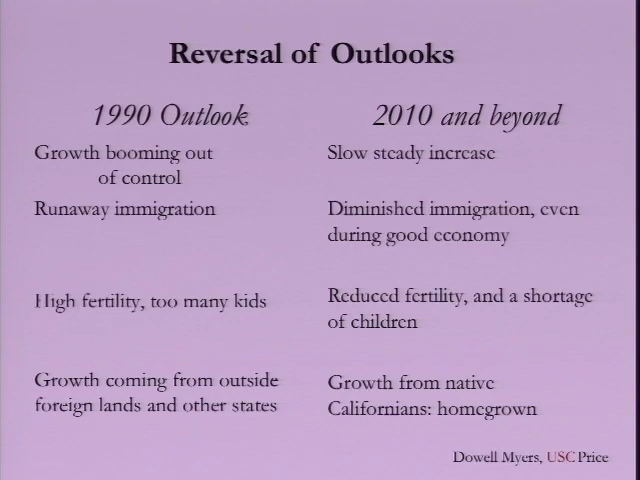 Reversal of Outlooks
1990 Outlook
2010 and beyond
Growth booming out
of control
Slow steady increase
Runaway immigration
Diminished immigration, even
during good economy
High fertility, too many kids
Reduced fertility, and a shortage
of children
Growth coming from outside
foreign lands and other states
Growth from native
Californians: homegrown
Dowell Myers, USC Price